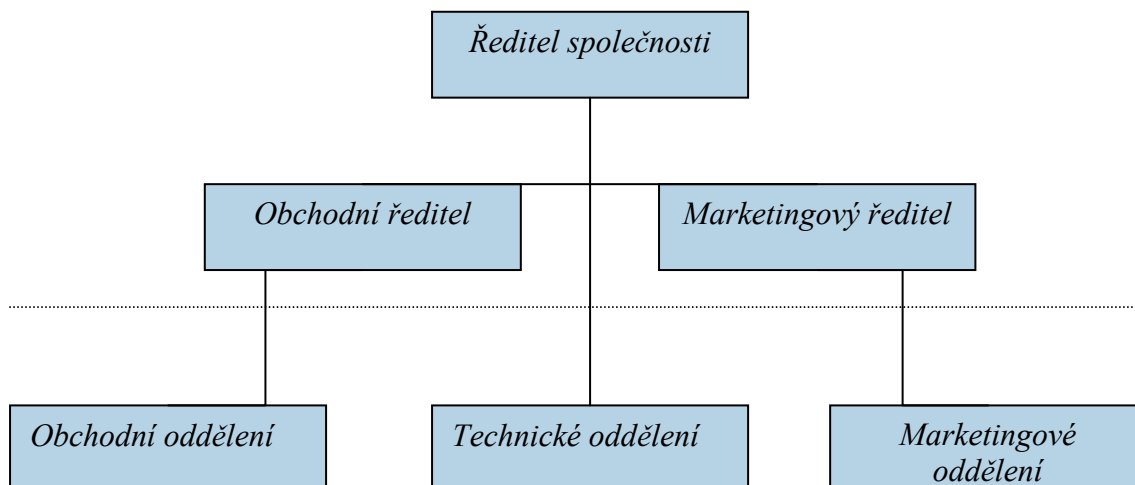 Ředitel společnosti
Obchodní ředitel
Marketingový ředitel
Obchodní oddělení
Technické oddělení
Marketingové
oddělení